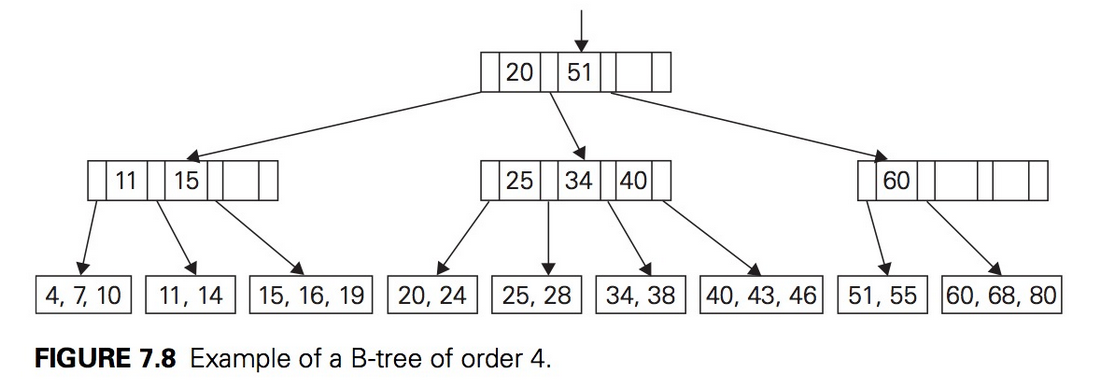 20 51
11 15
25 34 40
60
4, 7, 10
11, 14
15, 16, 19
20, 24
25, 28
34, 38
40, 43, 46
51, 55
60, 68, 80
FIGURE 7.8 Example of a B-tree of order 4.